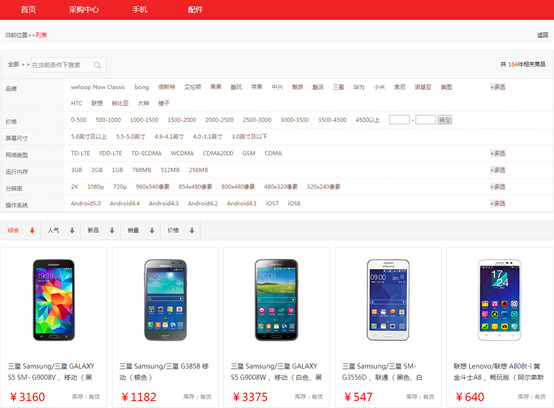 首页 采购中心 手机 配件
当前位置>>列表 返回
全部 >> 在当前条件下搜索 共 164件相关商品
品牌 weloop Now Classic bong 倍斯特 艾伦顿 果果 酷玩 苹果 中兴 魅族 酷派 三星 华为 小米 索尼 诺基亚 美图 +多选
HTC 联想 纽比亚 大神 锤子
价格 0-500 500-1000 1000-1500 1500-2000 2000-2500 2500-3000 3000-3500 3500-4500 4500以上 - 确定
屏幕尺寸 5.6英寸及以上 5.5-5.0英寸 4.9-4.1英寸 4.0-3.1英寸 3.0英寸及以下
网络类型 TD-LTE FDD-LTE TD-SCDMA WCDMA CDMA2000 GSM CDMA +多选
运行内存 3GB 2GB 1GB 768MB 512MB 256MB +多选
分辨率 2K 1080p 720p 960x540像素 854x480像素 800x480像素 480x320像素 320x240像素 +多选
操作系统 Android5.0 Android4.4 Android4.3 Android4.2 Android4.1 iOS7 iOS8 +多选
综合 人气 新品 销量 价格
三星 Samsung/三星 GALAXY S5 SM- G9008V，移动（黑
三星 Samsung/三星 G3858 移动（银色）
三星 Samsung/三星 GALAXY S5 G9008W，移动（白色、黑
三星 Samsung/三星 SM-G3556D，联通（黑色、白
联想 Lenovo/联想 A808t-i 黄金斗士A8，畅玩版（阿尔斯
￥3160 库存：有货
￥1182 库存：有货
￥3375 库存：有货
￥547 库存：有货
￥640 库存：有货